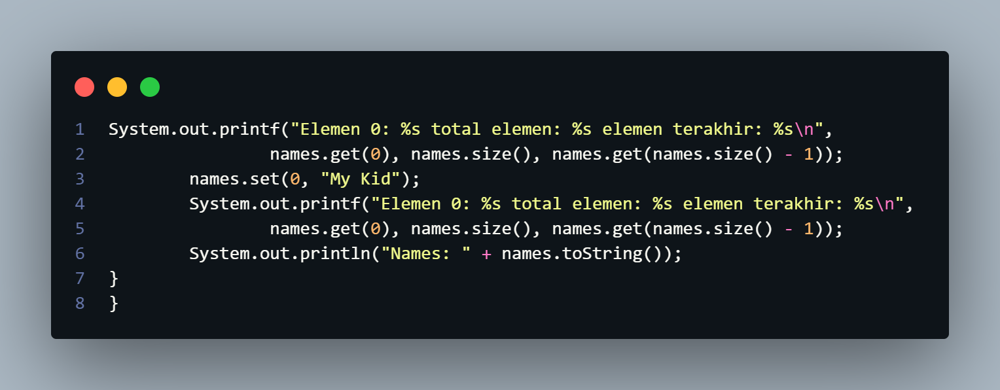 1 System.out.printf("Elemen 0: %s total elemen: %s elemen terakhir: %s\n",
2                 names.get(0), names.size(), names.get(names.size() - 1));
3         names.set(0, "My Kid");
4         System.out.printf("Elemen 0: %s total elemen: %s elemen terakhir: %s\n",
5                 names.get(0), names.size(), names.get(names.size() - 1));
6         System.out.println("Names: " + names.toString());
7 }
8 }